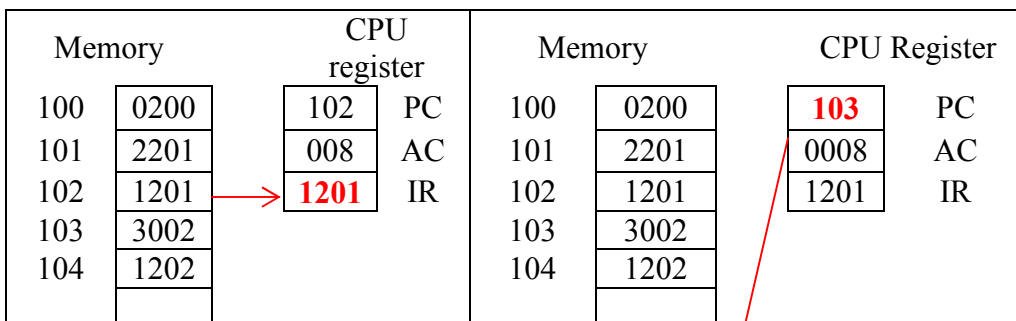 Memory CPU register
100 0200 102 PC
101 2201 008 AC
102 1201 1201 IR
103 3002
104 1202
Memory CPU Register
100 0200 103 PC
101 2201 0008 AC
102 1201 1201 IR
103 3002
104 1202